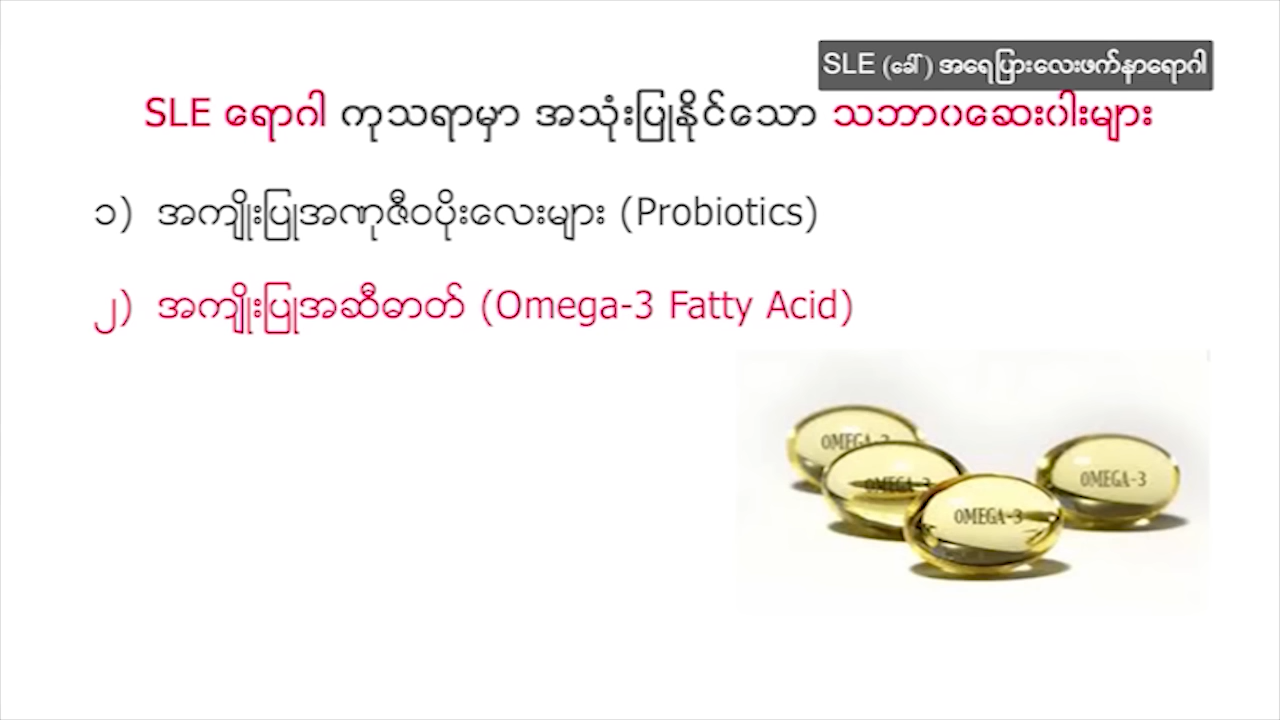 SLE (ခေါ်) အရေပြားလေးဖက်နာရောဂါ
SLE ရောဂါ ကုသရာမှာ အသုံးပြုနိုင်သော သဘာဝဆေးဝါးများ
၁) အကျိုးပြုအဏုဇီဝပိုးလေးများ (Probiotics)
၂) အကျိုးပြုအဆီဓာတ် (Omega-3 Fatty Acid)
OMEGA-3
OMEGA-3
OMEGA-3
OMEGA-3